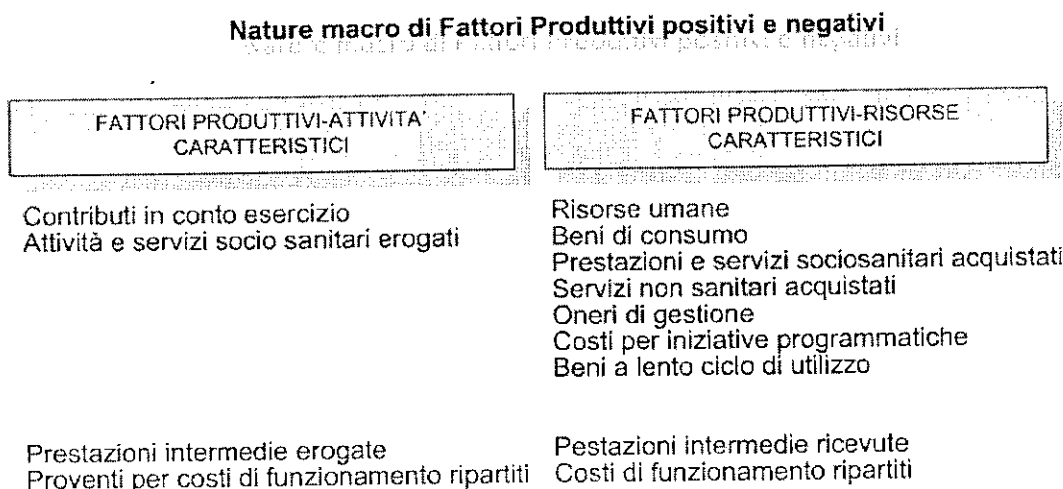 Nature macro di Fattori Produttivi positivi e negativi
FATTORI PRODUTTIVI-ATTIVITA'
CARATTERISTICI
Contributi in conto esercizio
Attività e servizi socio sanitari erogati
Prestazioni intermedie erogate
Proventi per costi di funzionamento ripartiti
FATTORI PRODUTTIVI-RISORSE
CARATTERISTICI
Risorse umane
Beni di consumo
Prestazioni e servizi sociosanitari acquistati
Servizi non sanitari acquistati
Oneri di gestione
Costi per iniziative programmatiche
Beni a lento ciclo di utilizzo
Pestazioni intermedie ricevute
Costi di funzionamento ripartiti